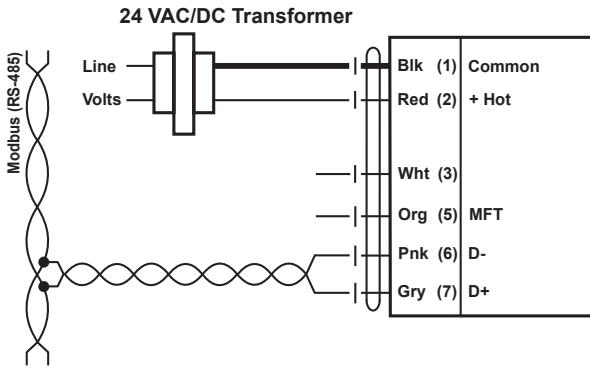 24 VAC/DC Transformer
Modbus (RS-485)
Line
Volts
Blk (1) Common
Red (2) + Hot
Wht (3)
Org (5) MFT
Pnk (6) D-
Gry (7) D+